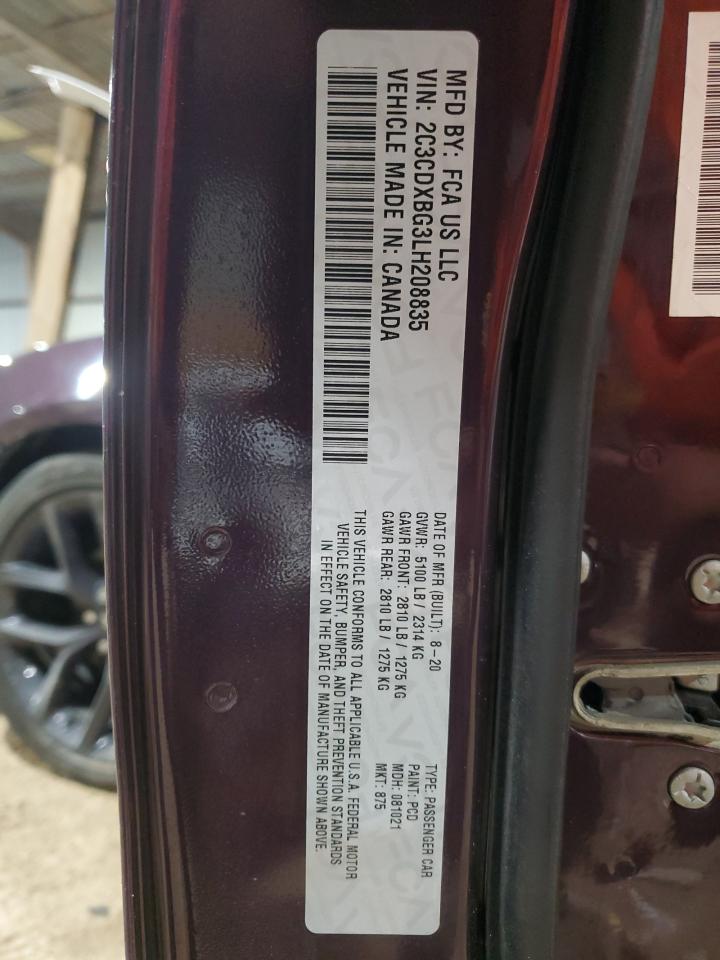 MFD BY: FCA US LLC
VIN: 2C3CDXBG3LH208835
VEHICLE MADE IN: CANADA
DATE OF MFR (BUILT): 8-20
GVWR: 5100 LB / 2314 KG
GAWR FRONT: 2810 LB / 1275 KG
GAWR REAR: 2810 LB / 1275 KG
THIS VEHICLE CONFORMS TO ALL APPLICABLE U.S.A. FEDERAL MOTOR
VEHICLE SAFETY, BUMPER, AND THEFT PREVENTION STANDARDS
IN EFFECT ON THE DATE OF MANUFACTURE SHOWN ABOVE.
TYPE: PASSENGER CAR
PAINT: PCD
MDH: 081021
MKT: 875